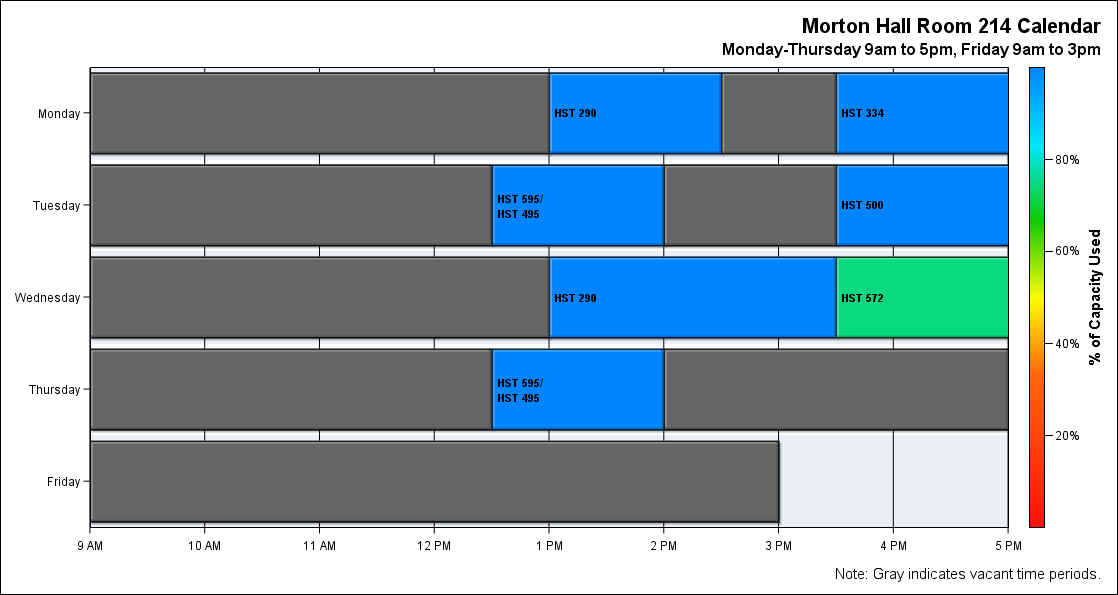 Morton Hall Room 214 Calendar
Monday-Thursday 9am to 5pm, Friday 9am to 3pm
Monday
HST 290
HST 334
Tuesday
HST 595/
HST 495
HST 500
Wednesday
HST 290
HST 572
Thursday
HST 595/
HST 495
Friday
9 AM
10 AM
11 AM
12 PM
1 PM
2 PM
3 PM
4 PM
5 PM
80%
60%
40%
20%
% of Capacity Used
Note: Gray indicates vacant time periods.